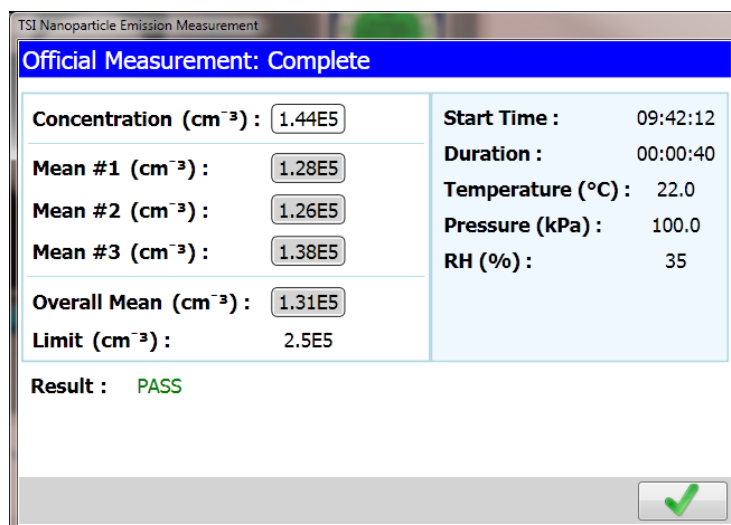 TSI Nanoparticle Emission Measurement
Official Measurement: Complete
Concentration (cm⁻³) : 1.44E5
Mean #1 (cm⁻³) : 1.28E5
Mean #2 (cm⁻³) : 1.26E5
Mean #3 (cm⁻³) : 1.38E5
Overall Mean (cm⁻³) : 1.31E5
Limit (cm⁻³) : 2.5E5
Result : PASS
Start Time : 09:42:12
Duration : 00:00:40
Temperature (°C) : 22.0
Pressure (kPa) : 100.0
RH (%) : 35